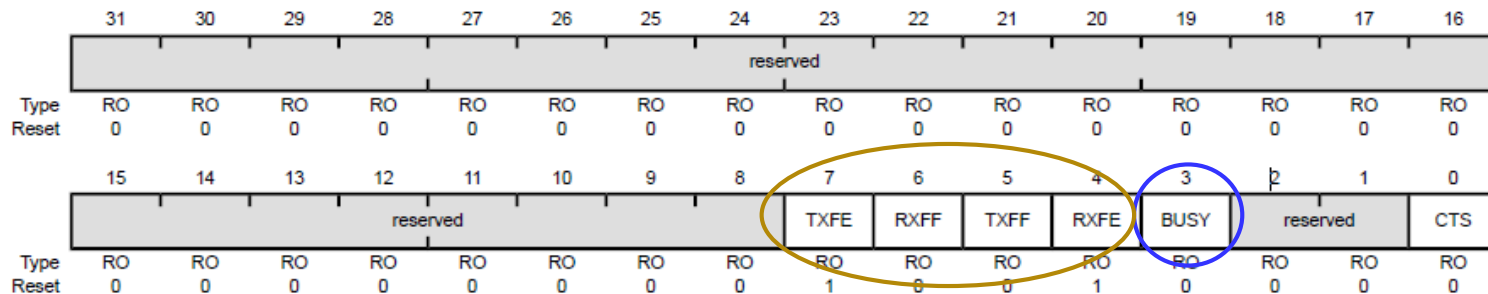 31 30 29 28 27 26 25 24 23 22 21 20 19 18 17 16
reserved
Type RO RO RO RO RO RO RO RO RO RO RO RO RO RO RO RO
Reset 0 0 0 0 0 0 0 0 0 0 0 0 0 0 0 0
15 14 13 12 11 10 9 8 7 6 5 4 3 2 1 0
reserved TXFE RXFF TXFF RXFE BUSY reserved CTS
Type RO RO RO RO RO RO RO RO RO RO RO RO RO RO RO RO
Reset 0 0 0 0 0 0 0 0 1 0 0 1 0 0 0 0